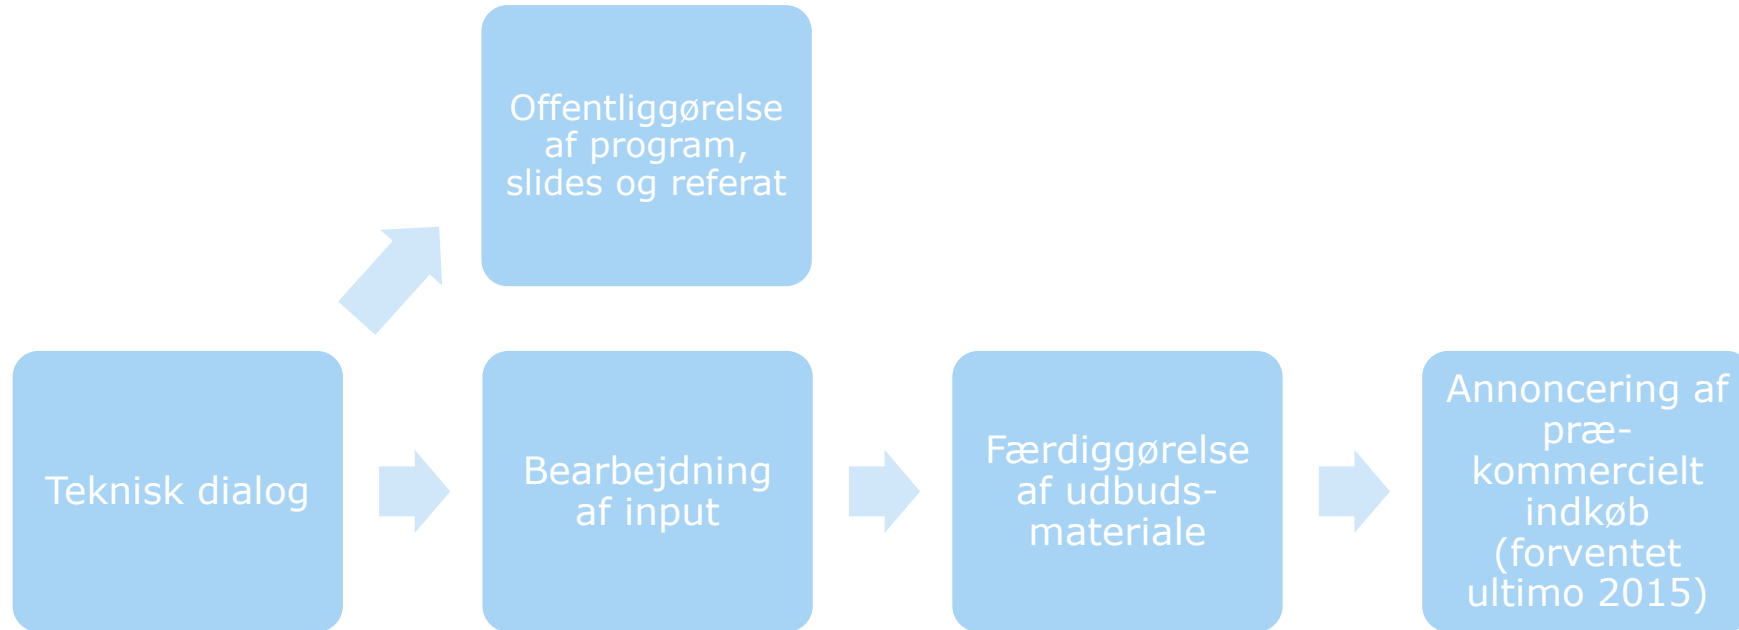 Offentliggørelse
af program,
slides og referat
Teknisk dialog
Bearbejdning
af input
Færdiggørelse
af udbuds-
materiale
Annoncering af
præ-
kommercielt
indkøb
(forventet
ultimo 2015)